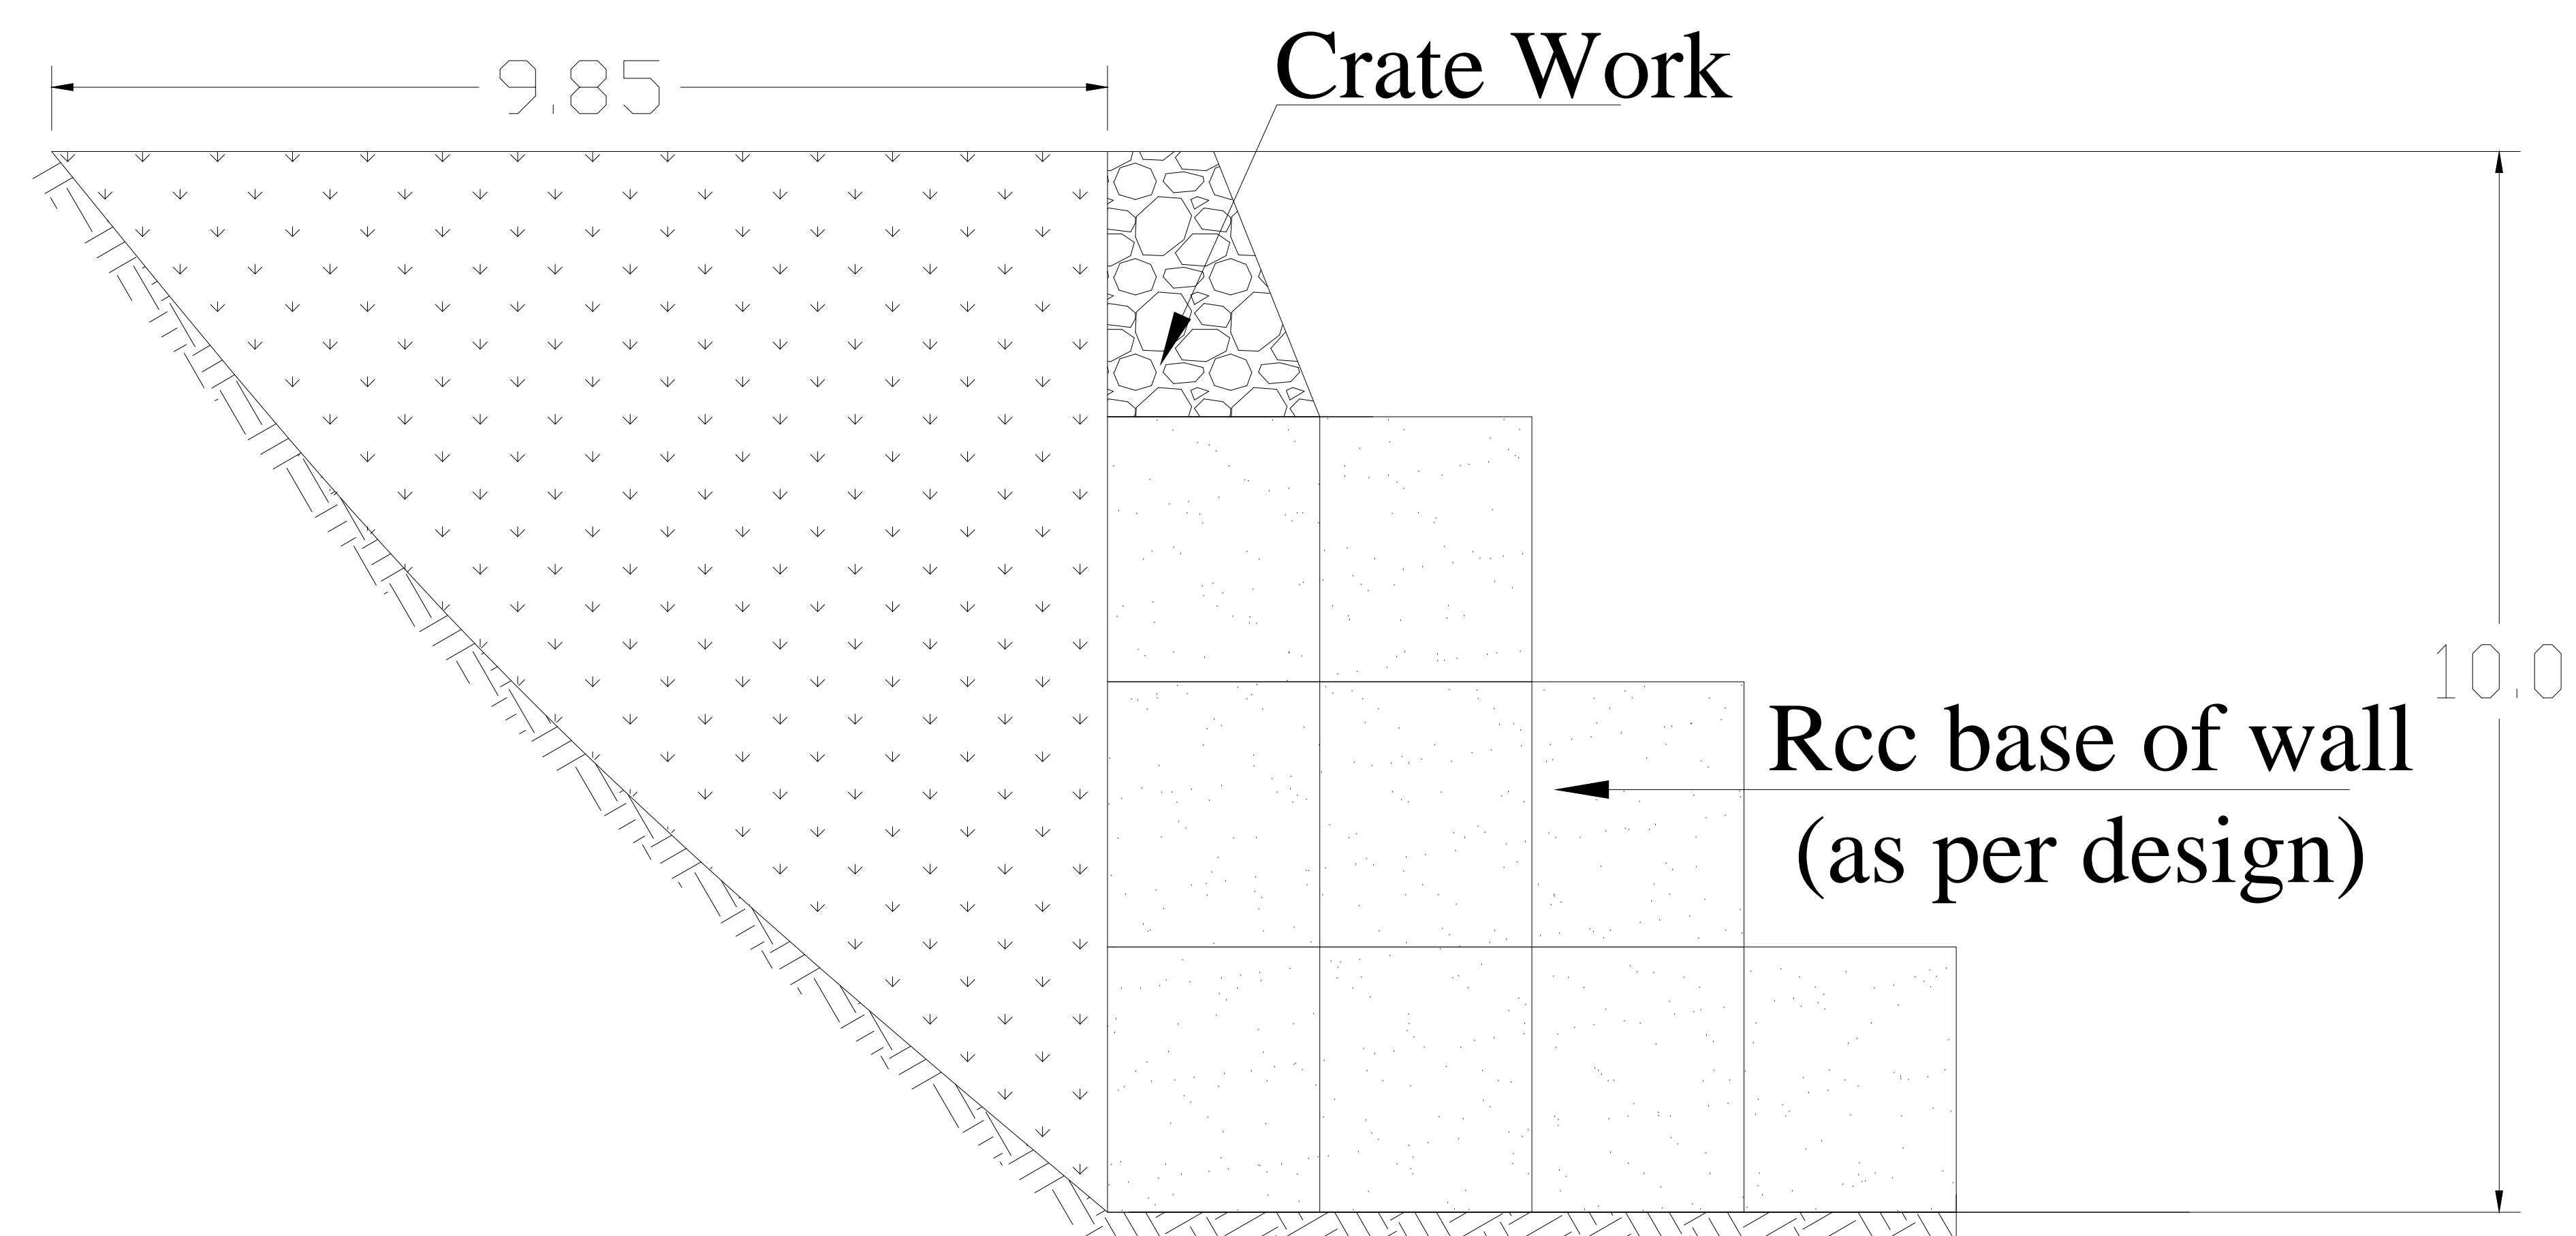 Crate Work
9.85
10.0
Rcc base of wall
(as per design)